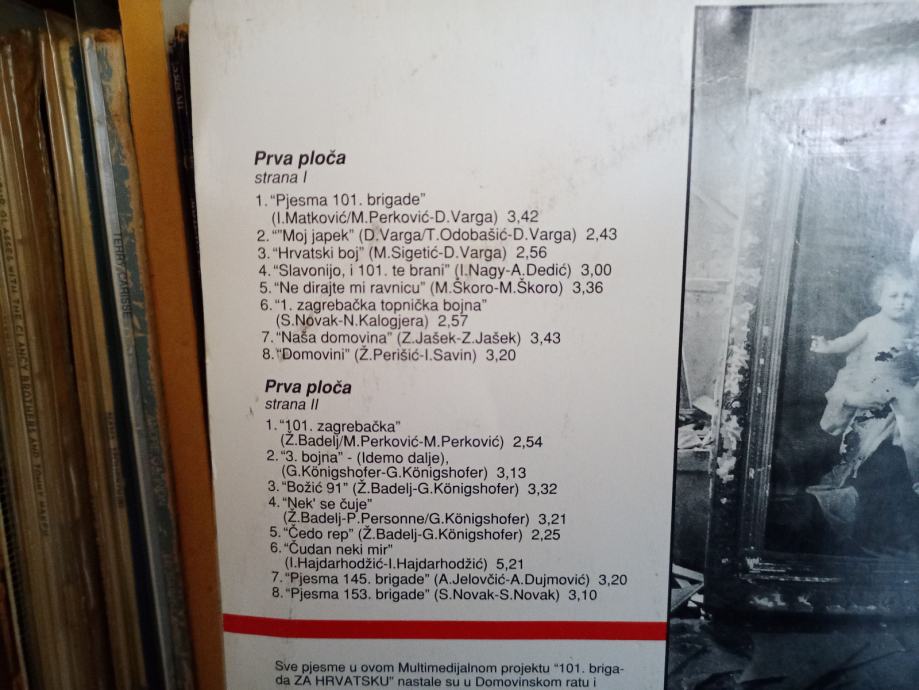 Prva ploča
strana I
1. "Pjesma 101. brigade"
(I.Matković/M.Perković-D.Varga) 3,42
2. ""Moj japek" (D.Varga/T.Odobašić-D.Varga) 2,43
3. "Hrvatski boj" (M.Sigetić-D.Varga) 2,56
4. "Slavonijo, i 101. te brani" (I.Nagy-A.Dedić) 3,00
5. "Ne dirajte mi ravnicu" (M.Škoro-M.Škoro) 3,36
6. "1. zagrebačka topnička bojna"
(S.Novak-N.Kalogjera) 2,57
7. "Naša domovina" (Z.Jašek-Z.Jašek) 3,43
8. "Domovini" (Ž.Perišić-I.Savin) 3,20
Prva ploča
strana II
1. "101. zagrebačka"
(Ž.Badelj/M.Perković-M.Perković) 2,54
2. "3. bojna" - (Idemo dalje),
(G.Königshofer-G.Königshofer) 3,13
3. "Božić 91" (Ž.Badelj-G.Königshofer) 3,32
4. "Nek' se čuje"
(Ž.Badelj-P.Personne/G.Königshofer) 3,21
5. "Čedo rep" (Ž.Badelj-G.Königshofer) 2,25
6. "Čudan neki mir"
(I.Hajdarhodžić-I.Hajdarhodžić) 5,21
7. "Pjesma 145. brigade" (A.Jelovčić-A.Dujmović) 3,20
8. "Pjesma 153. brigade" (S.Novak-S.Novak) 3,10
Sve pjesme u ovom Multimedijalnom projektu "101. briga-
da ZA HRVATSKU" nastale su u Domovinskom ratu i
TERRY CARISSE
THE CLANCY BROTHERS AND TOMMY